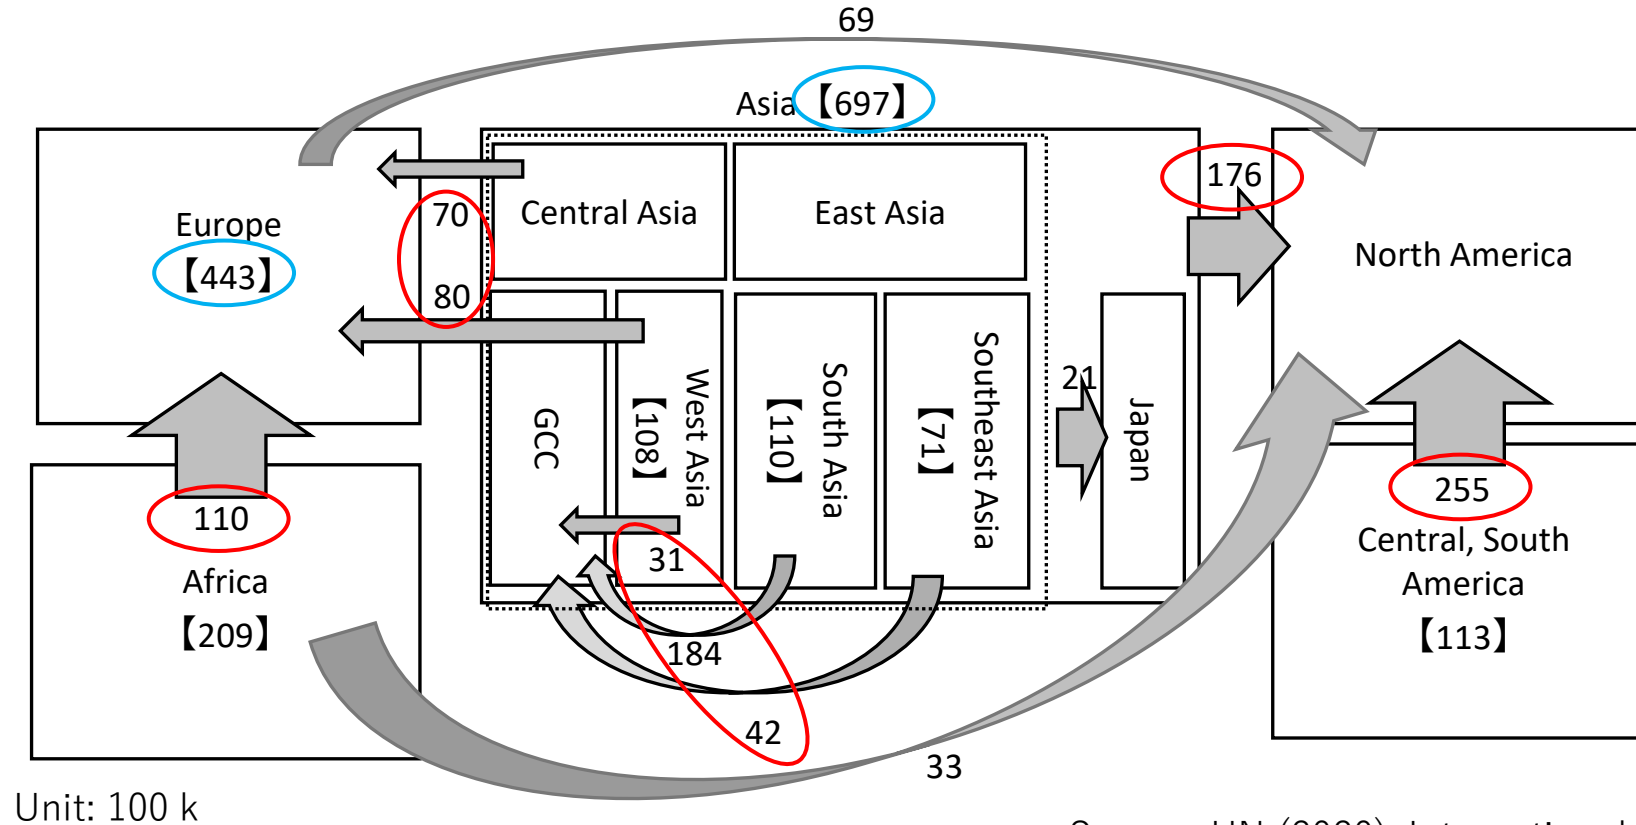 69
Asia【697】
176
Europe
【443】
70
80
Central Asia
East Asia
North America
GCC
West Asia
【108】
South Asia
【110】
Southeast Asia
【71】
21
Japan
31
184
42
110
Africa
【209】
255
Central, South
America
【113】
33
Unit: 100 k
UN (2020)